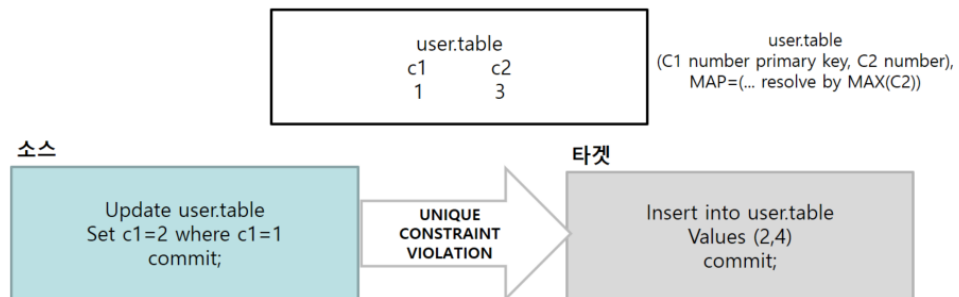 user.table
c1 c2
1 3
user.table
(C1 number primary key, C2 number),
MAP=(... resolve by MAX(C2))
소스
타겟
Update user.table
Set c1=2 where c1=1
commit;
UNIQUE
CONSTRAINT
VIOLATION
Insert into user.table
Values (2,4)
commit;